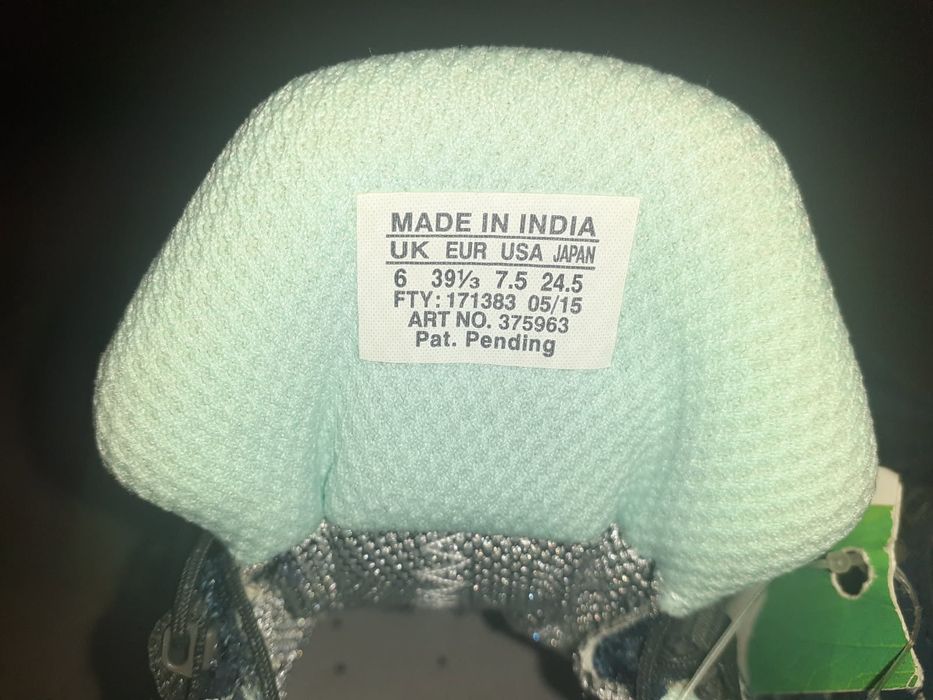 MADE IN INDIA
UK EUR USA JAPAN
6 39⅓ 7.5 24.5
FTY: 171383 05/15
ART NO. 375963
Pat. Pending